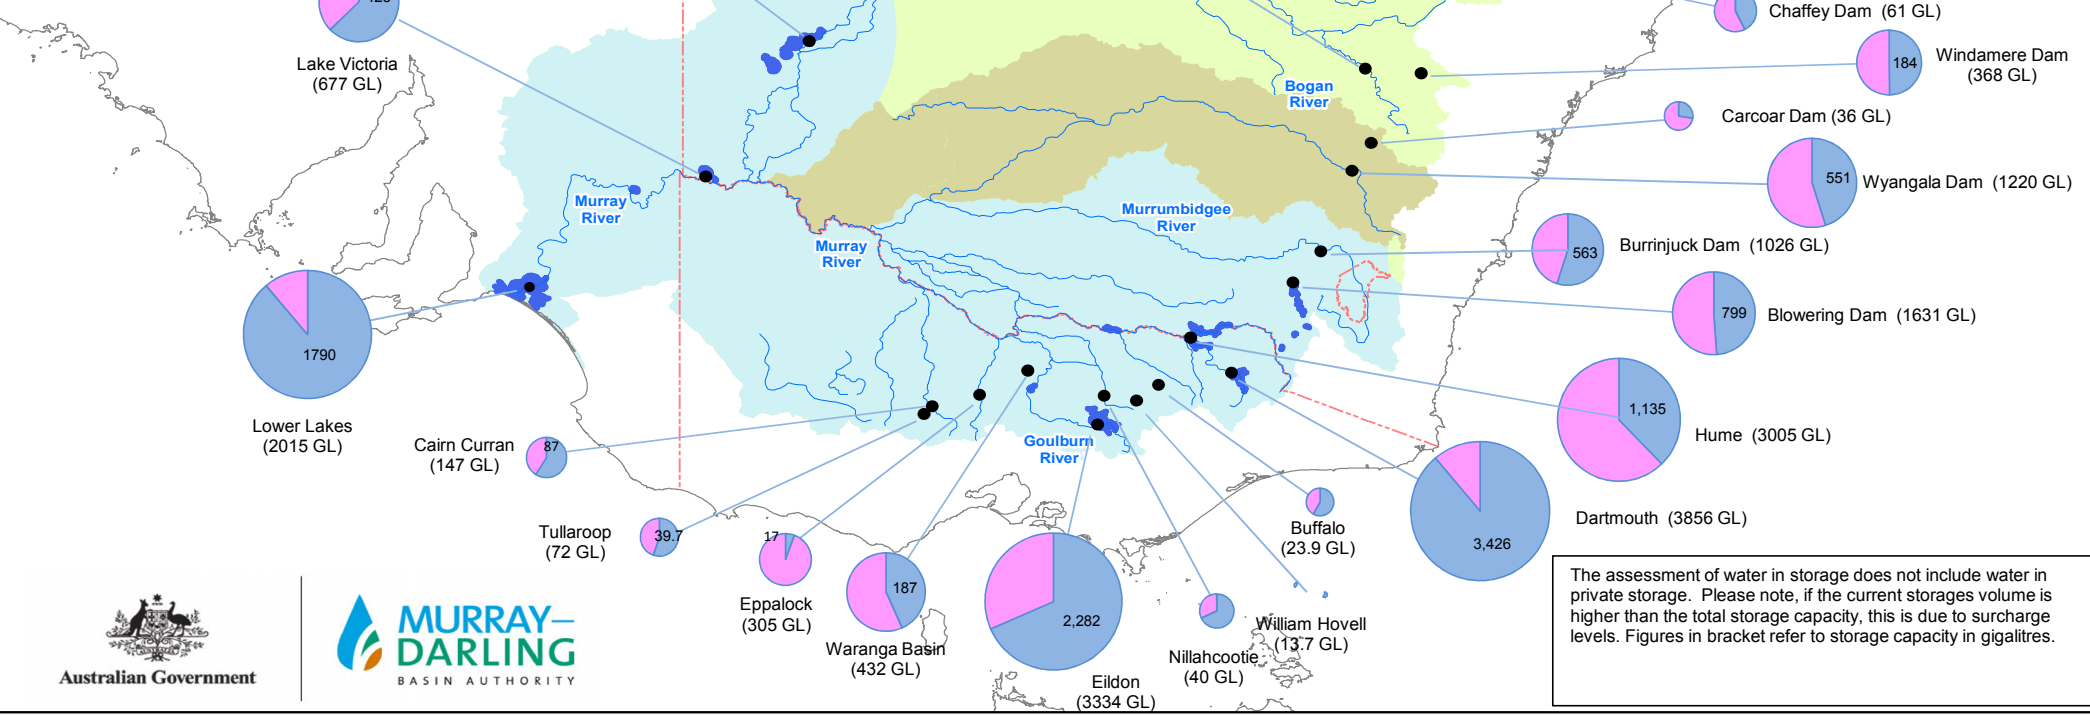 Chaffey Dam (61 GL)
Lake Victoria
(677 GL)
184
Windamere Dam
(368 GL)
Bogan
River
Carcoar Dam (36 GL)
551
Wyangala Dam (1220 GL)
Murray
River
Murrumbidgee
River
Murray
River
563
Burrinjuck Dam (1026 GL)
799
Blowering Dam (1631 GL)
1790
Lower Lakes
(2015 GL)
1,135
Hume (3005 GL)
Cairn Curran
(147 GL)
87
Goulburn
River
Tullaroop
(72 GL)
39.7
17
Eppalock
(305 GL)
187
Waranga Basin
(432 GL)
2,282
Eildon
(3334 GL)
Nillahcootie
(40 GL)
William Hovell
(13.7 GL)
Buffalo
(23.9 GL)
3,426
Dartmouth (3856 GL)
The assessment of water in storage does not include water in
private storage. Please note, if the current storages volume is
higher than the total storage capacity, this is due to surcharge
levels. Figures in bracket refer to storage capacity in gigalitres.
Australian Government
MURRAY–
DARLING
BASIN AUTHORITY